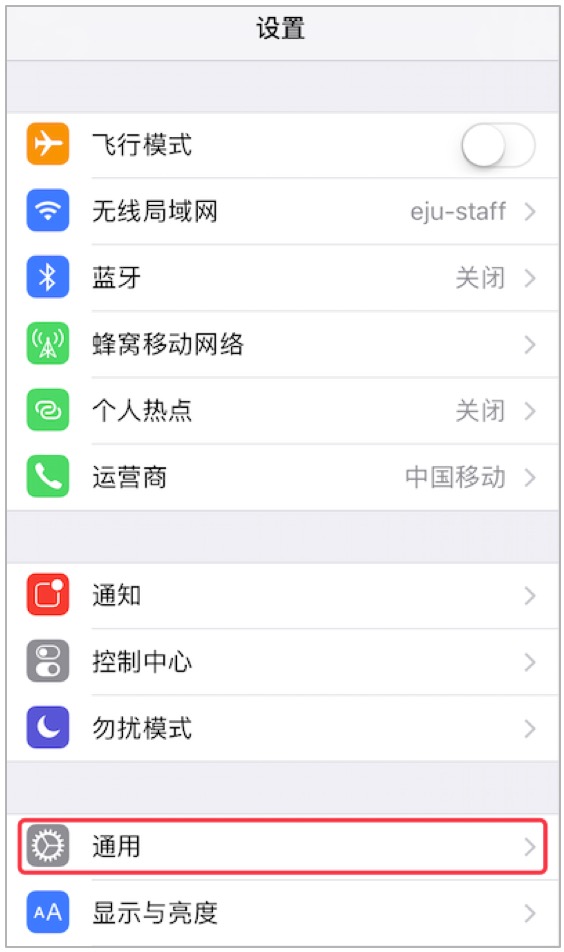 设置
飞行模式
无线局域网 eju-staff
蓝牙 关闭
蜂窝移动网络
个人热点 关闭
运营商 中国移动
通知
控制中心
勿扰模式
通用
AA 显示与亮度